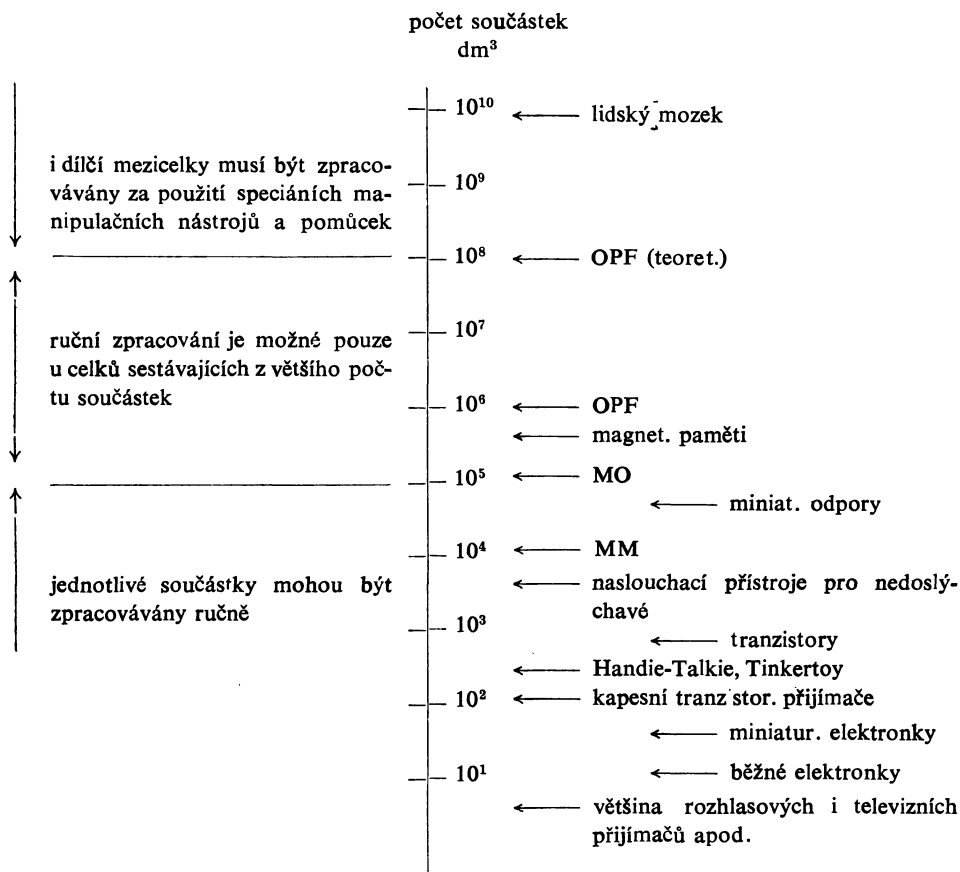 počet součástek
dm³
10¹⁰
lidský mozek
i dílčí mezicelky musí být zpraco-
vávány za použití speciáních ma-
nipulačních nástrojů a pomůcek
10⁹
10⁸
OPF (teoret.)
ruční zpracování je možné pouze
u celků sestávajících z většího poč-
tu součástek
10⁷
10⁶
OPF
magnet. paměti
10⁵
MO
miniat. odpory
10⁴
MM
jednotlivé součástky mohou být
zpracovávány ručně
naslouchací přístroje pro nedoslý-
chavé
10³
tranzistory
Handie-Talkie, Tinkertoy
10²
kapesní tranz stor. přijímače
miniatur. elektronky
10¹
běžné elektronky
většina rozhlasových i televizních
přijímačů apod.